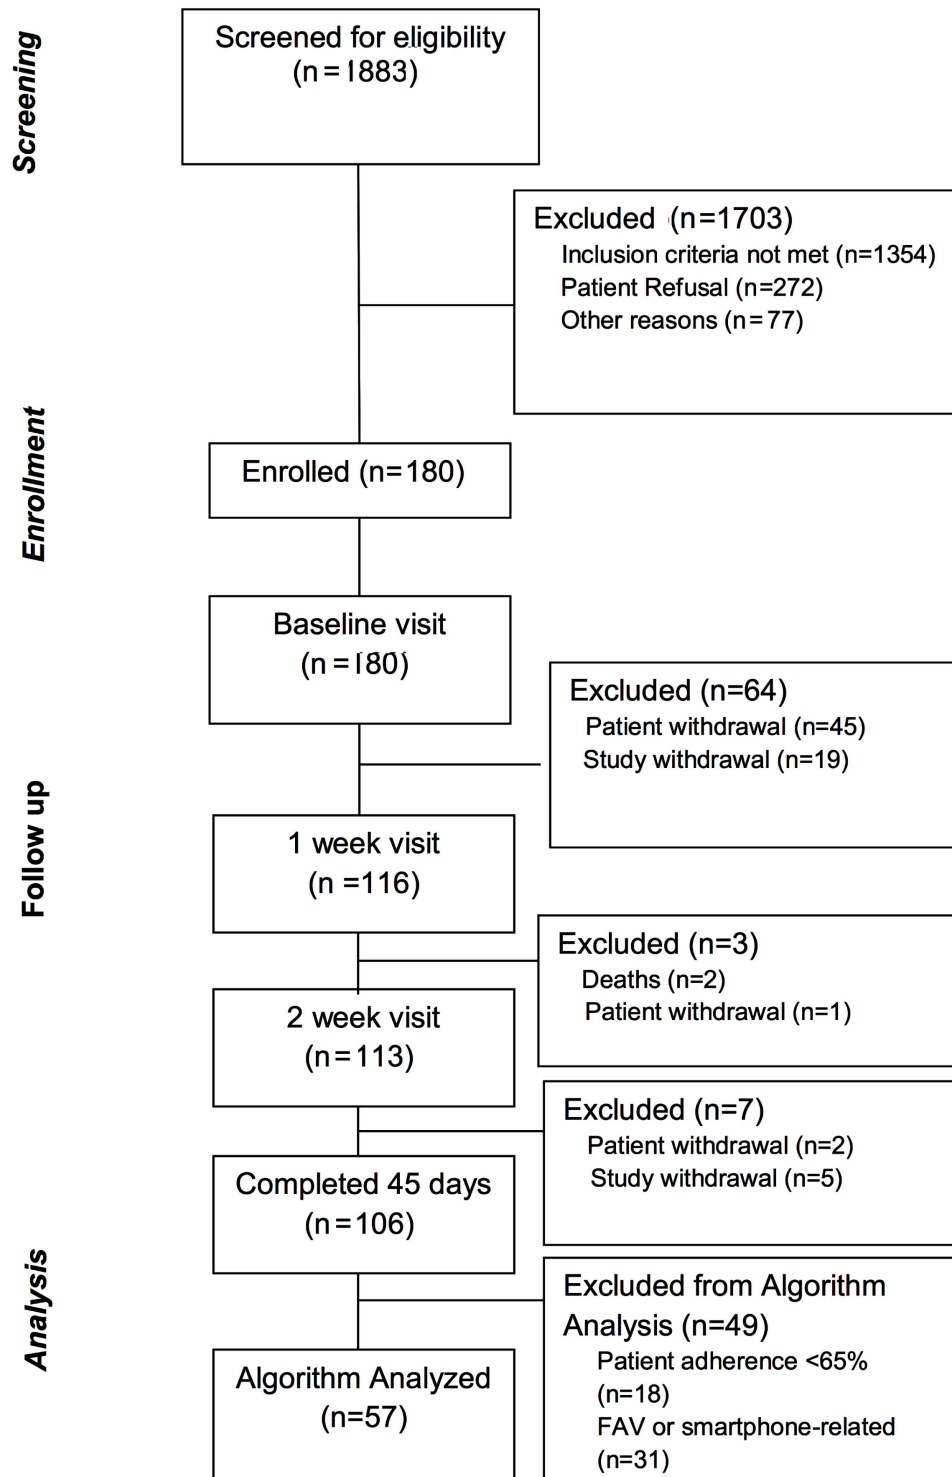 Screening
Screened for eligibility
(n=1883)
Excluded (n=1703)
Inclusion criteria not met (n=1354)
Patient Refusal (n=272)
Other reasons (n=77)
Enrollment
Enrolled (n=180)
Baseline visit
(n=180)
Excluded (n=64)
Patient withdrawal (n=45)
Study withdrawal (n=19)
Follow up
1 week visit
(n =116)
Excluded (n=3)
Deaths (n=2)
Patient withdrawal (n=1)
2 week visit
(n=113)
Excluded (n=7)
Patient withdrawal (n=2)
Study withdrawal (n=5)
Completed 45 days
(n=106)
Analysis
Excluded from Algorithm
Analysis (n=49)
Patient adherence <65%
(n=18)
FAV or smartphone-related
(n=31)
Algorithm Analyzed
(n=57)